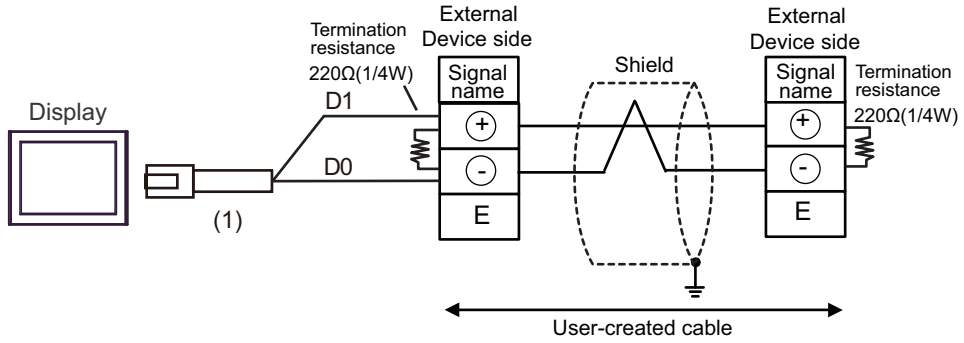 Display
(1)
Termination
resistance
220Ω(1/4W)
D1
D0
External
Device side
Signal
name
+
-
E
Shield
External
Device side
Signal
name
+
-
E
Termination
resistance
220Ω(1/4W)
User-created cable